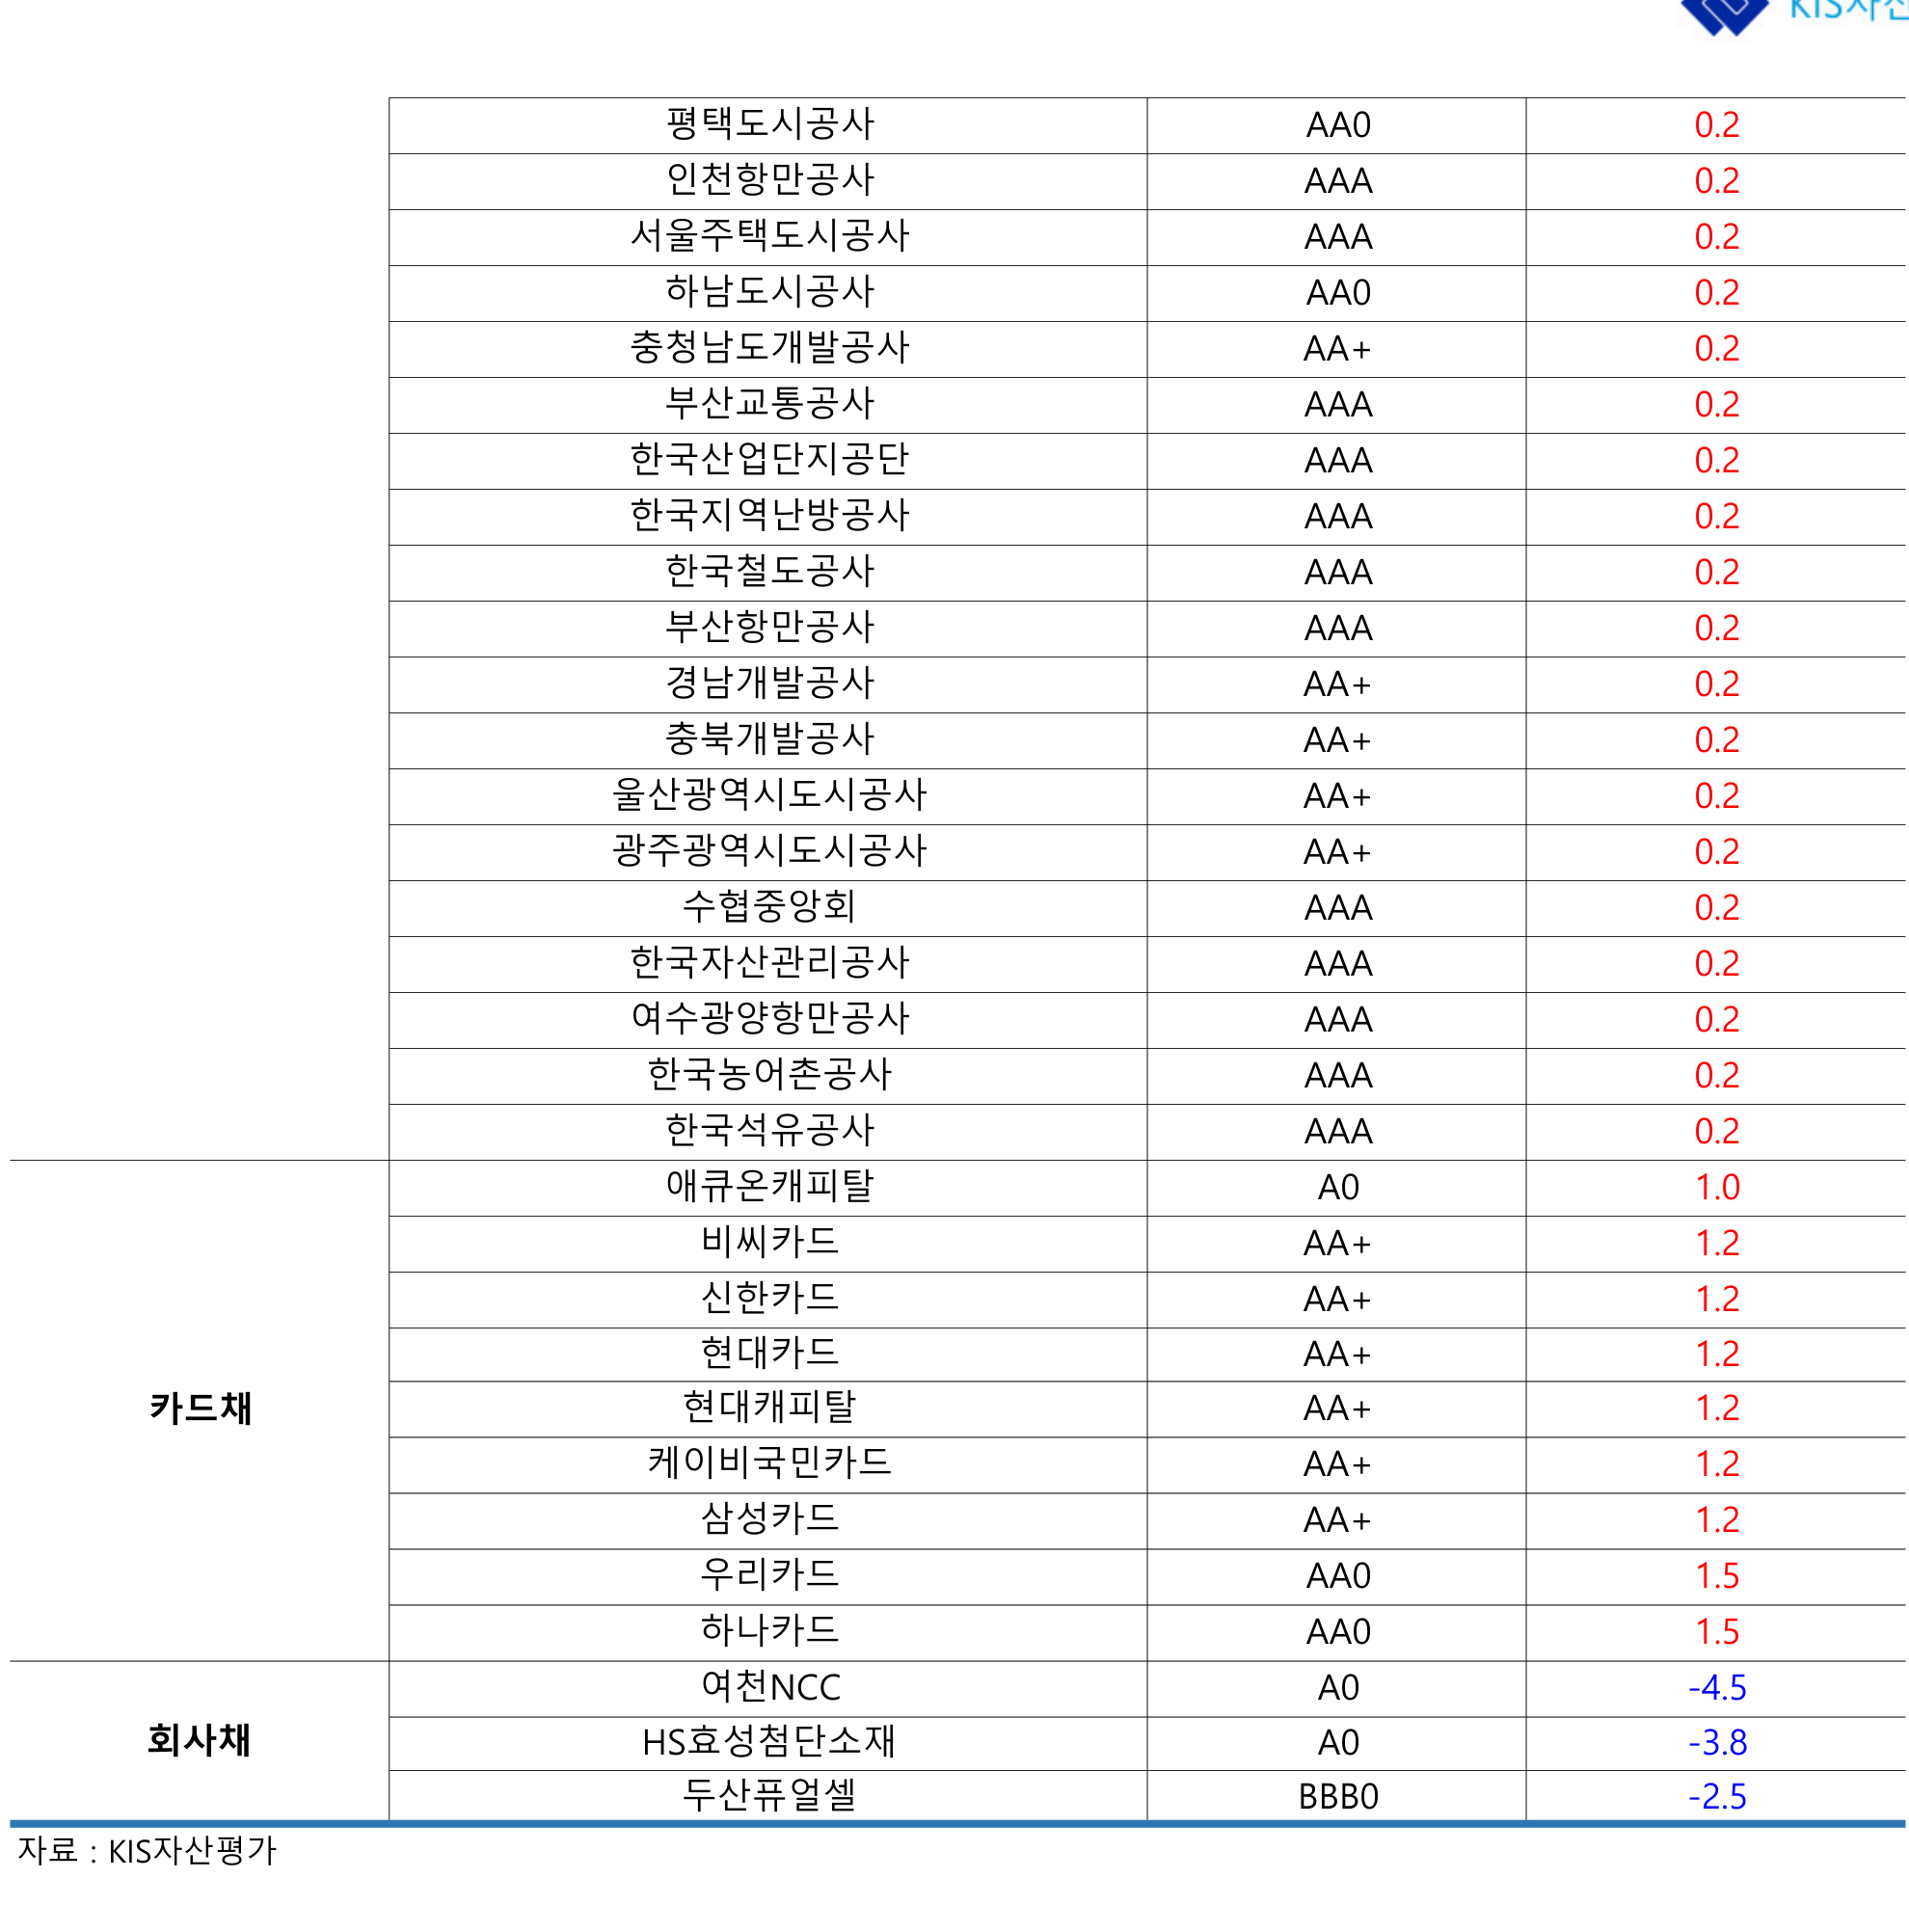 KIS자산
평택도시공사 AA0 0.2
인천항만공사 AAA 0.2
서울주택도시공사 AAA 0.2
하남도시공사 AA0 0.2
충청남도개발공사 AA+ 0.2
부산교통공사 AAA 0.2
한국산업단지공단 AAA 0.2
한국지역난방공사 AAA 0.2
한국철도공사 AAA 0.2
부산항만공사 AAA 0.2
경남개발공사 AA+ 0.2
충북개발공사 AA+ 0.2
울산광역시도시공사 AA+ 0.2
광주광역시도시공사 AA+ 0.2
수협중앙회 AAA 0.2
한국자산관리공사 AAA 0.2
여수광양항만공사 AAA 0.2
한국농어촌공사 AAA 0.2
한국석유공사 AAA 0.2
애큐온캐피탈 A0 1.0
비씨카드 AA+ 1.2
신한카드 AA+ 1.2
현대카드 AA+ 1.2
카드채 현대캐피탈 AA+ 1.2
케이비국민카드 AA+ 1.2
삼성카드 AA+ 1.2
우리카드 AA0 1.5
하나카드 AA0 1.5
여천NCC A0 -4.5
회사채 HS효성첨단소재 A0 -3.8
두산퓨얼셀 BBB0 -2.5
자료 : KIS자산평가